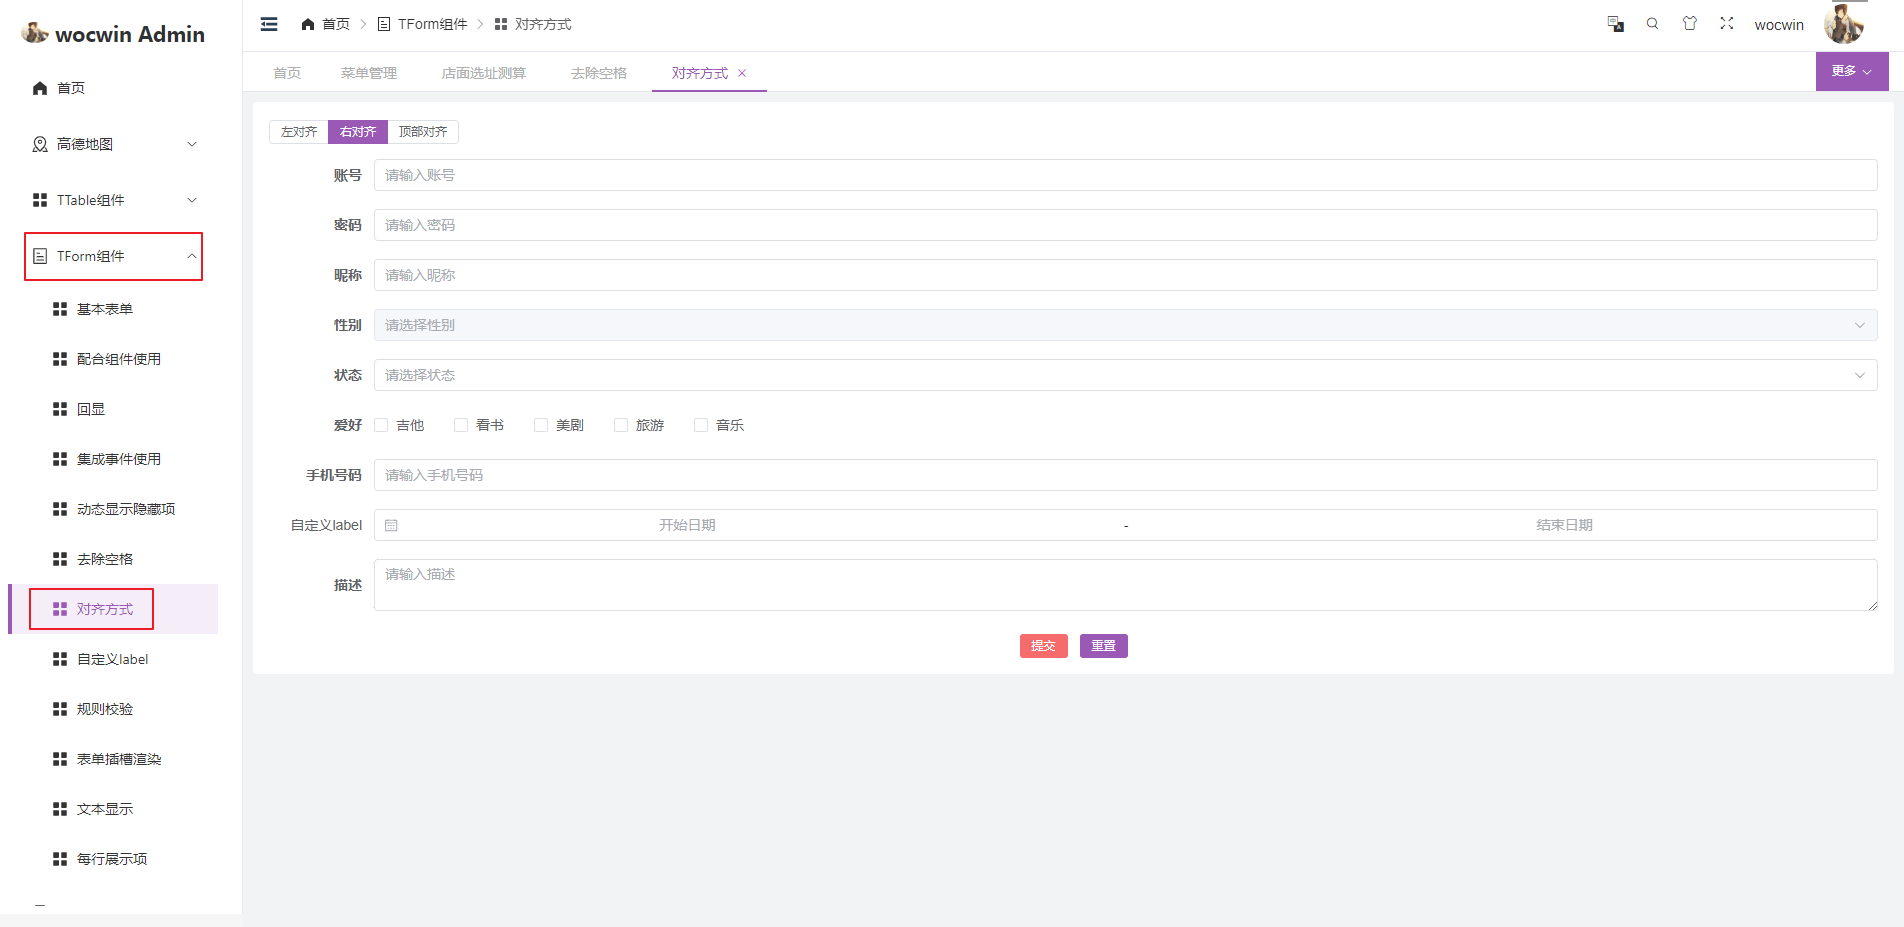 wocwin Admin
首页
高德地图
TTable组件
TForm组件
基本表单
配合组件使用
回显
集成事件使用
动态显示隐藏项
去除空格
对齐方式
自定义label
规则校验
表单插槽渲染
文本显示
每行展示项
首页 TForm组件 对齐方式
wocwin
首页 菜单管理 店面选址测算 去除空格 对齐方式
更多
左对齐 右对齐 顶部对齐
账号 请输入账号
密码 请输入密码
昵称 请输入昵称
性别 请选择性别
状态 请选择状态
爱好 吉他 看书 美剧 旅游 音乐
手机号码 请输入手机号码
自定义label 开始日期 - 结束日期
描述 请输入描述
提交 重置